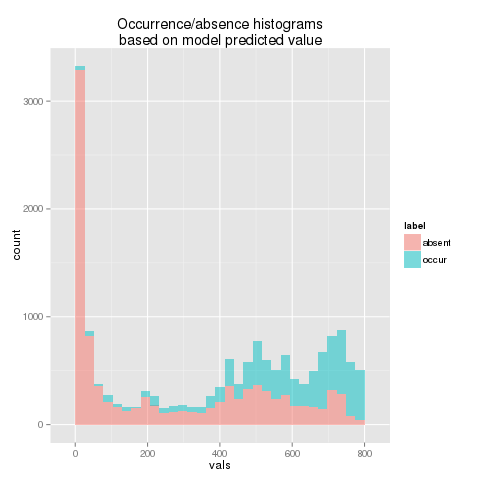 Occurrence/absence histograms
based on model predicted value
3000
2000
1000
0
count
0 200 400 600 800
vals
label
absent
occur